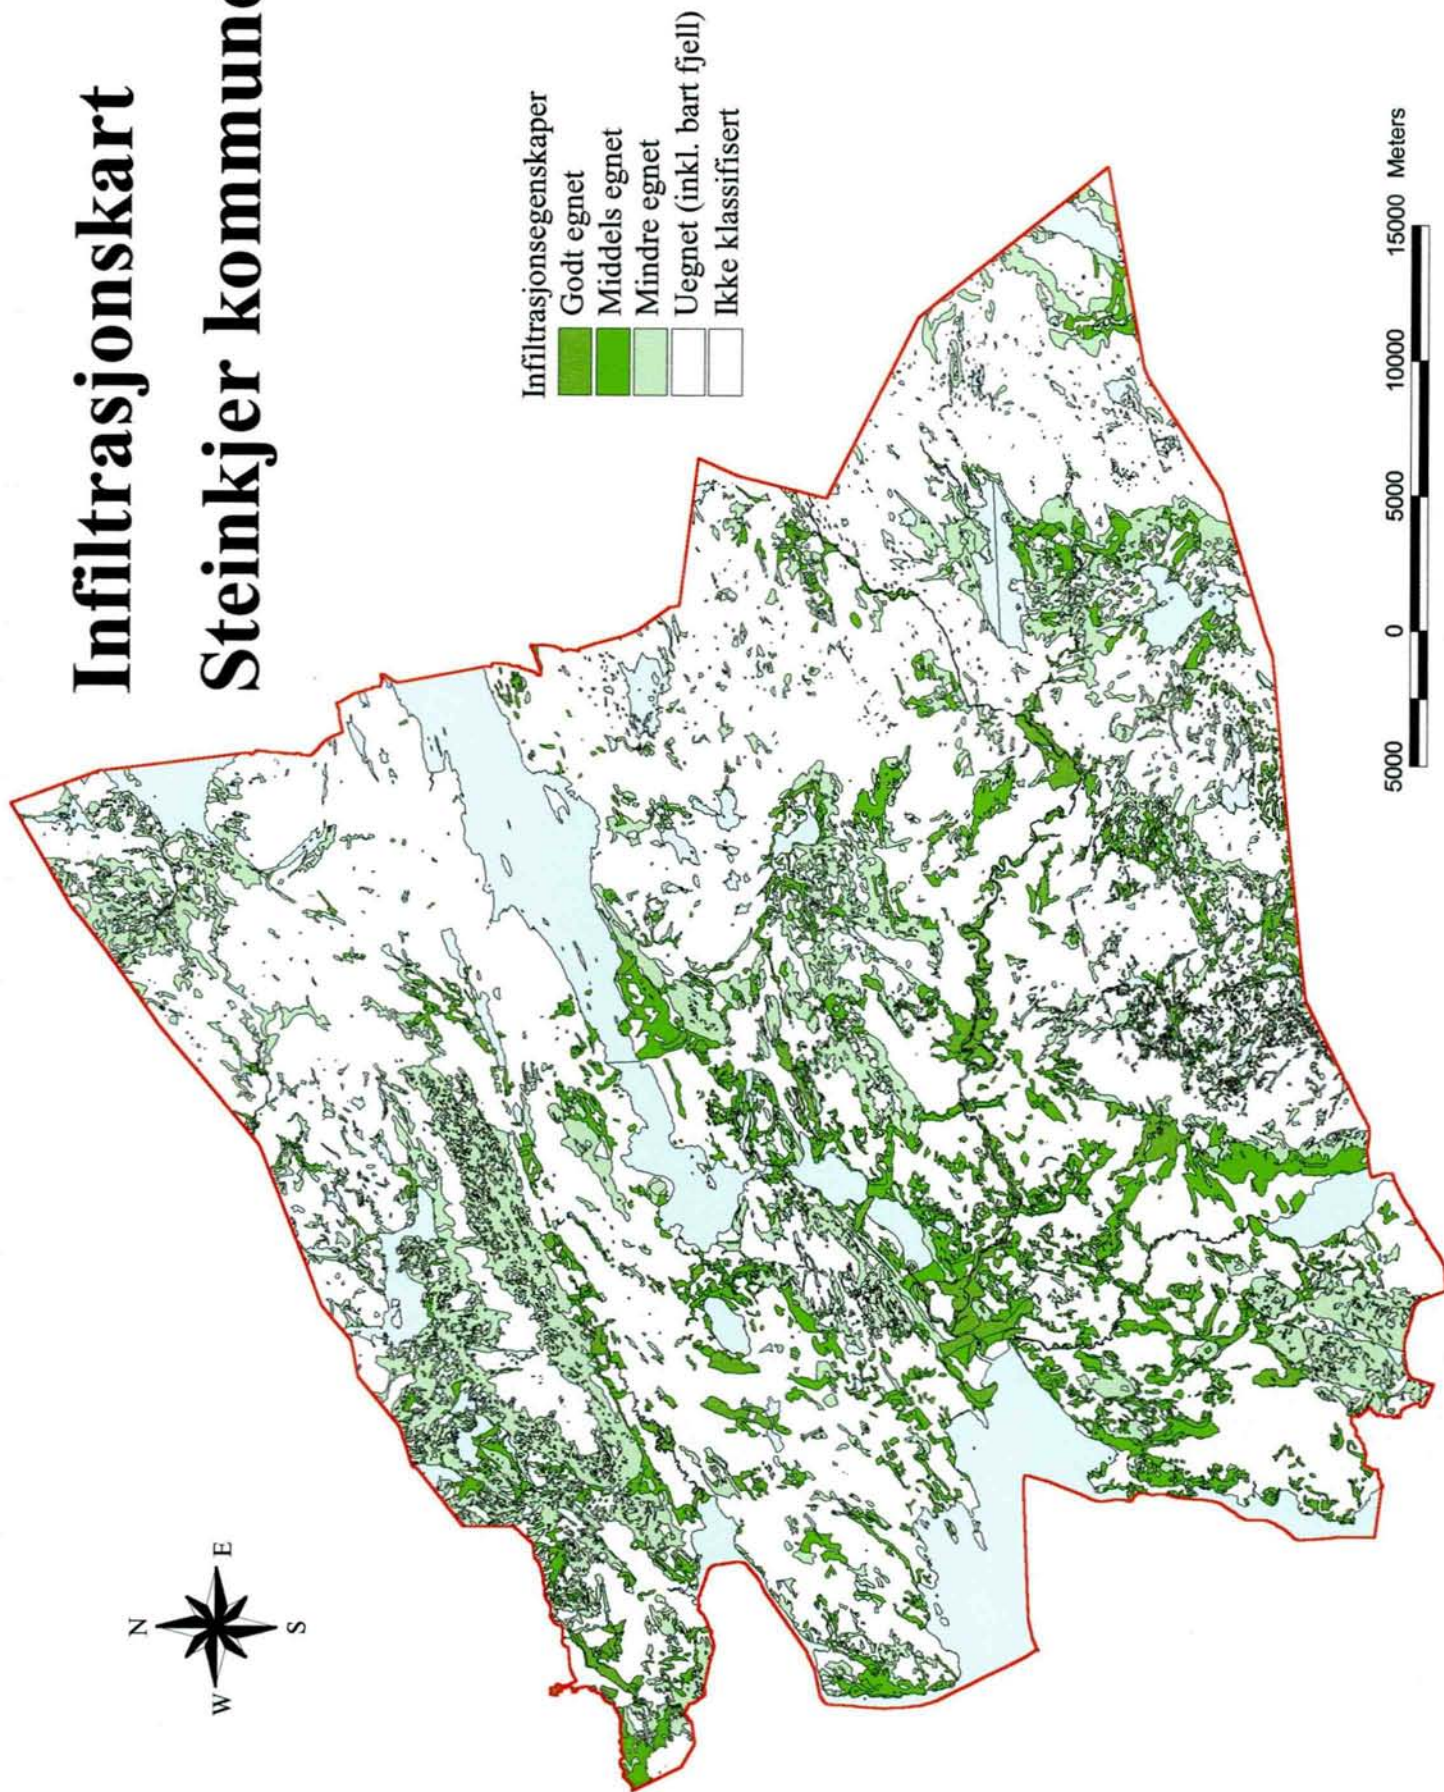 Infiltrasjonskart
Steinkjer kommune
Infiltrasjonsegenskaper
Godt egnet
Middels egnet
Mindre egnet
Uegnet (inkl. bart fjell)
Ikke klassifisert
N
W E
S
5000 0 5000 10000 15000 Meters